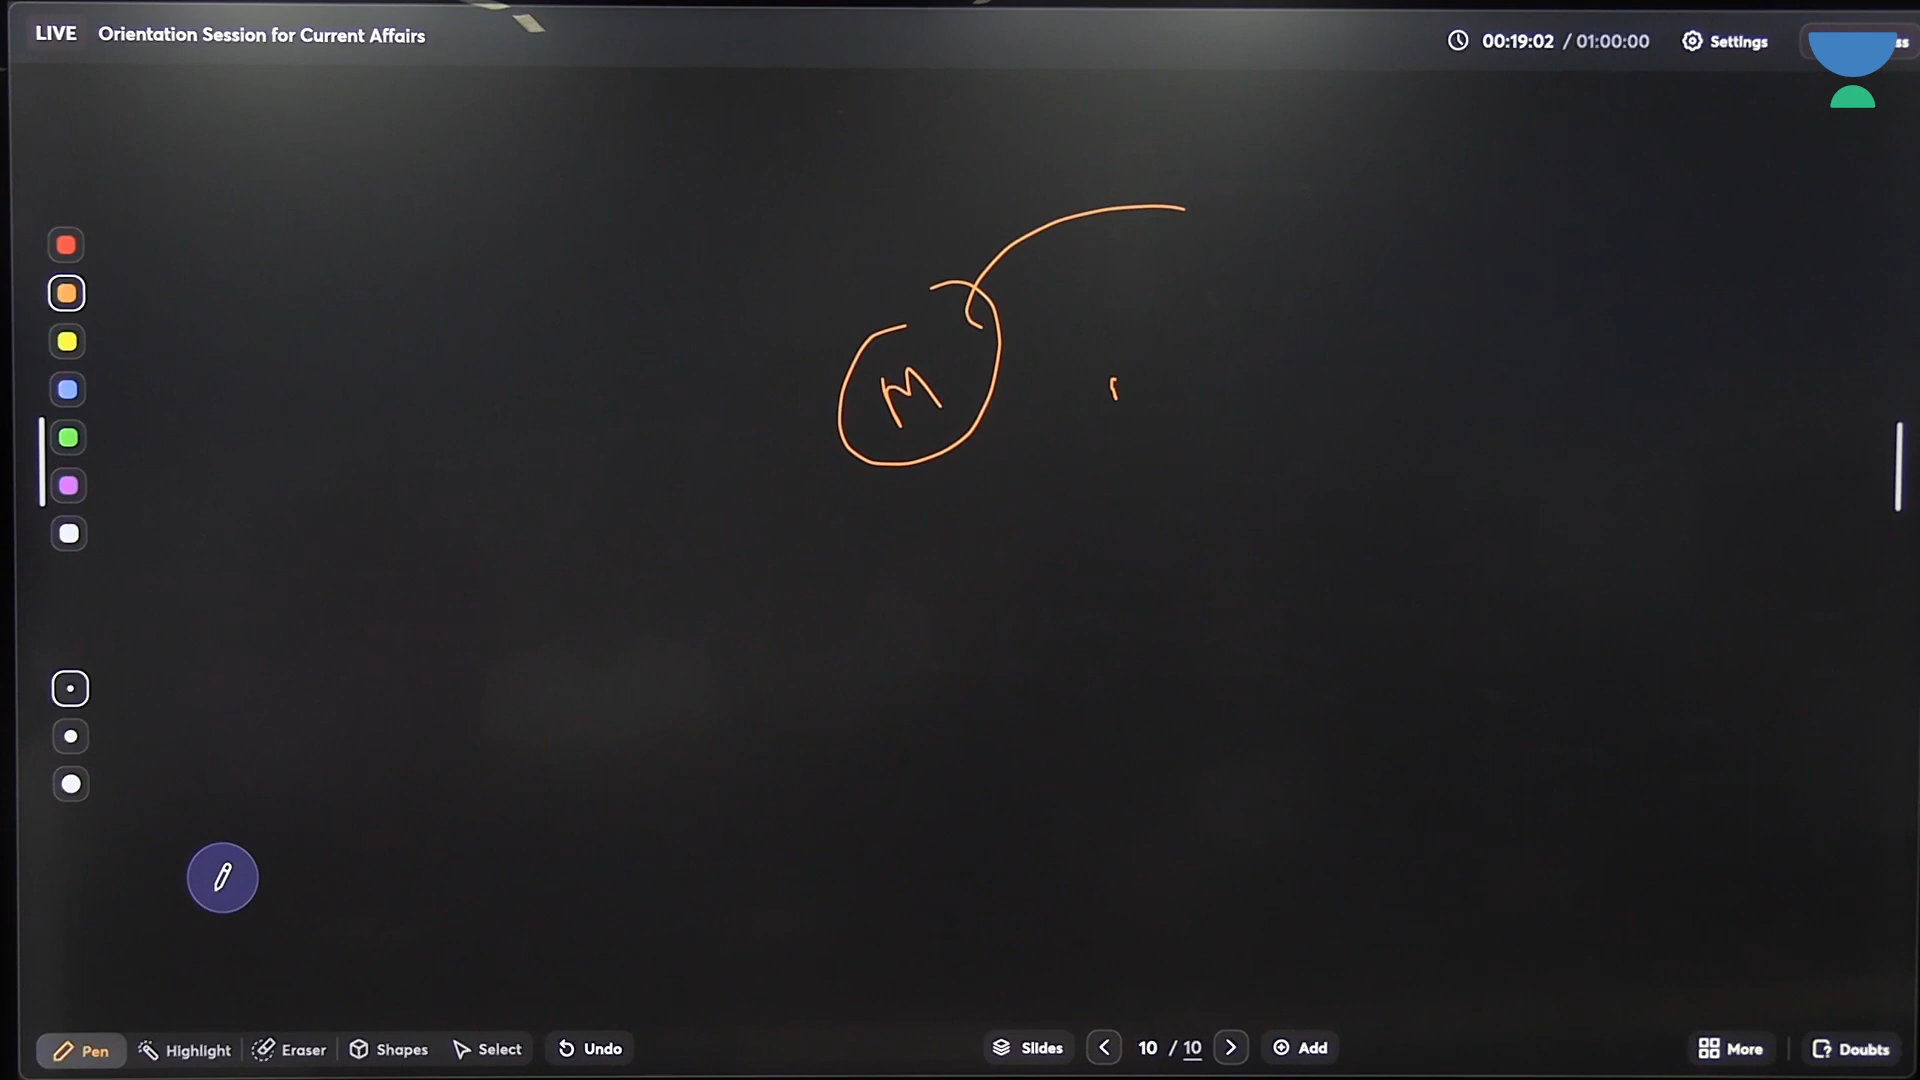 LIVE Orientation Session for Current Affairs 00:19:02 / 01:00:00 Settings
M
Pen Highlight Eraser Shapes Select Undo Slides 10 / 10 Add More Doubts